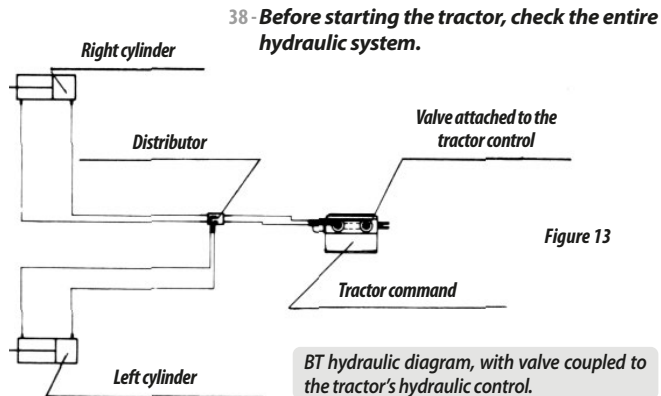 38 - Before starting the tractor, check the entire
hydraulic system.
Right cylinder
Valve attached to the
tractor control
Distributor
Figure 13
Tractor command
Left cylinder
BT hydraulic diagram, with valve coupled to
the tractor's hydraulic control.